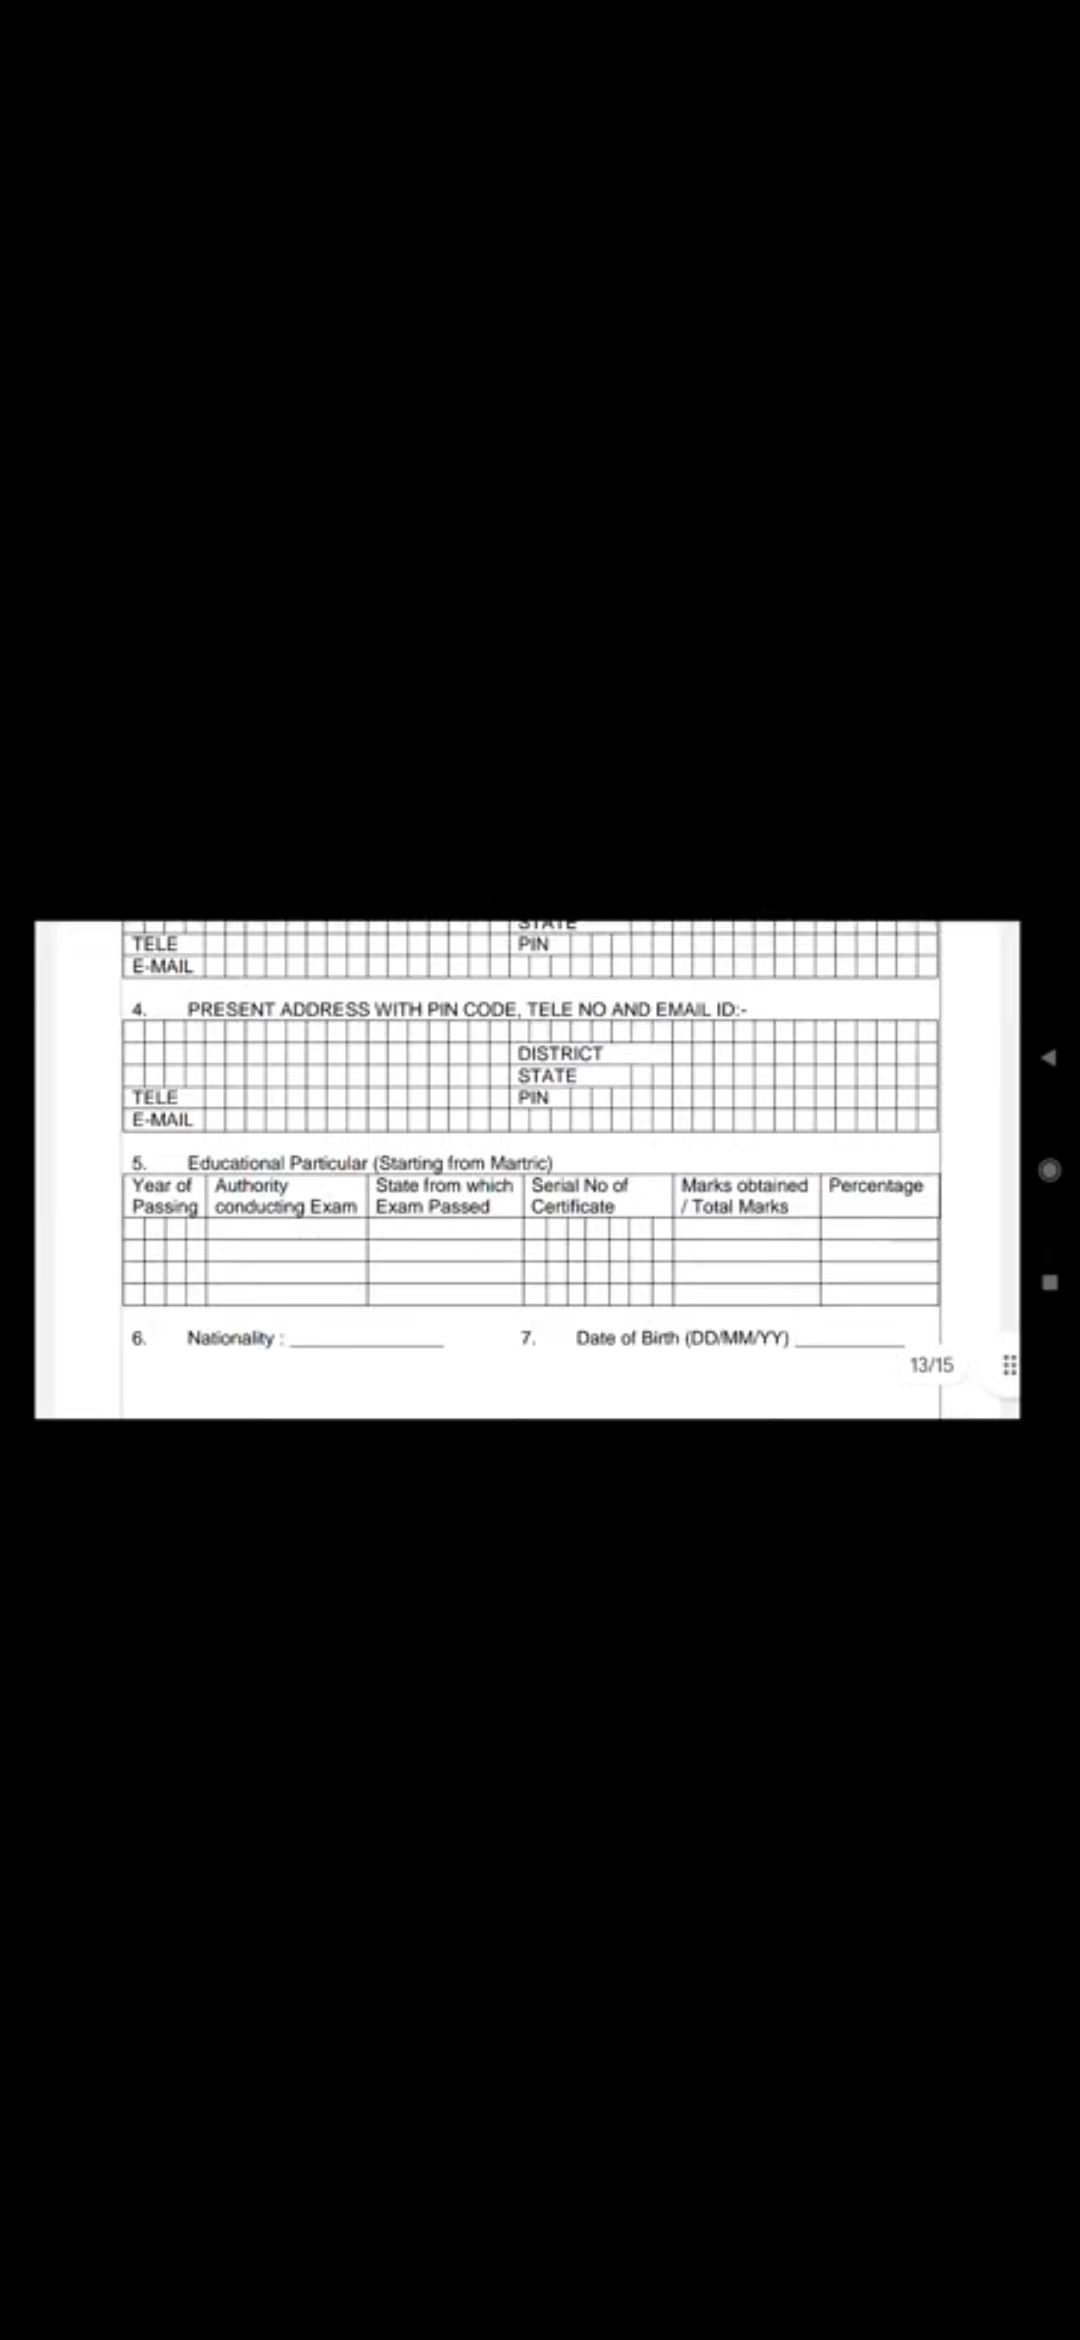 STATE
TELE PIN
E-MAIL
4. PRESENT ADDRESS WITH PIN CODE, TELE NO AND EMAIL ID:-
DISTRICT
STATE
TELE PIN
E-MAIL
5. Educational Particular (Starting from Martric)
Year of Passing Authority conducting Exam State from which Exam Passed Serial No of Certificate Marks obtained / Total Marks Percentage
6. Nationality : ____________ 7. Date of Birth (DD/MM/YY) ____________
13/15